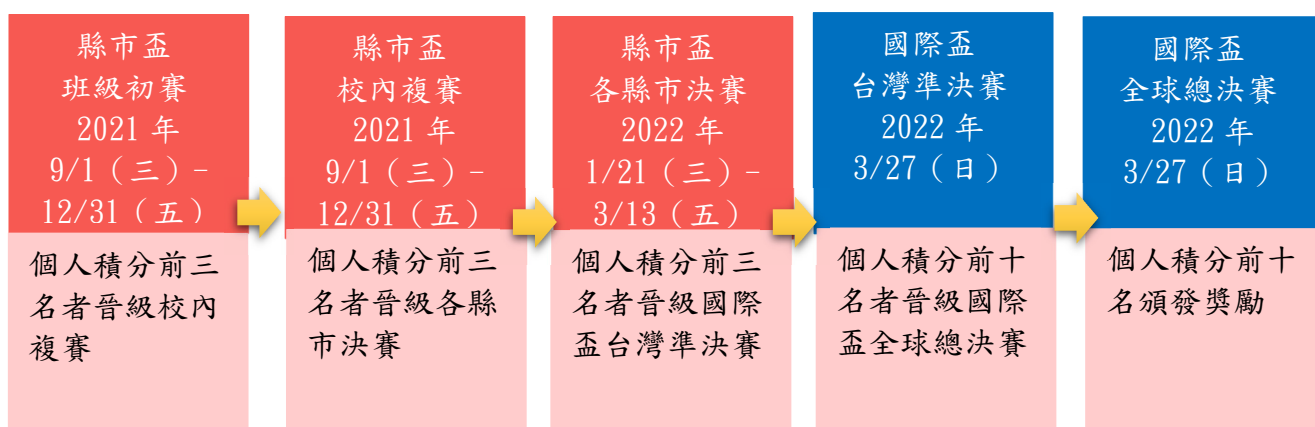 縣市盃
班級初賽
2021 年
9/1（三）-
12/31（五）
個人積分前三
名者晉級校內
複賽
縣市盃
校內複賽
2021 年
9/1（三）-
12/31（五）
個人積分前三
名者晉級各縣
市決賽
縣市盃
各縣市決賽
2022 年
1/21（三）-
3/13（五）
個人積分前三
名者晉級國際
盃台灣準決賽
國際盃
台灣準決賽
2022 年
3/27（日）
個人積分前十
名者晉級國際
盃全球總決賽
國際盃
全球總決賽
2022 年
3/27（日）
個人積分前十
名頒發獎勵